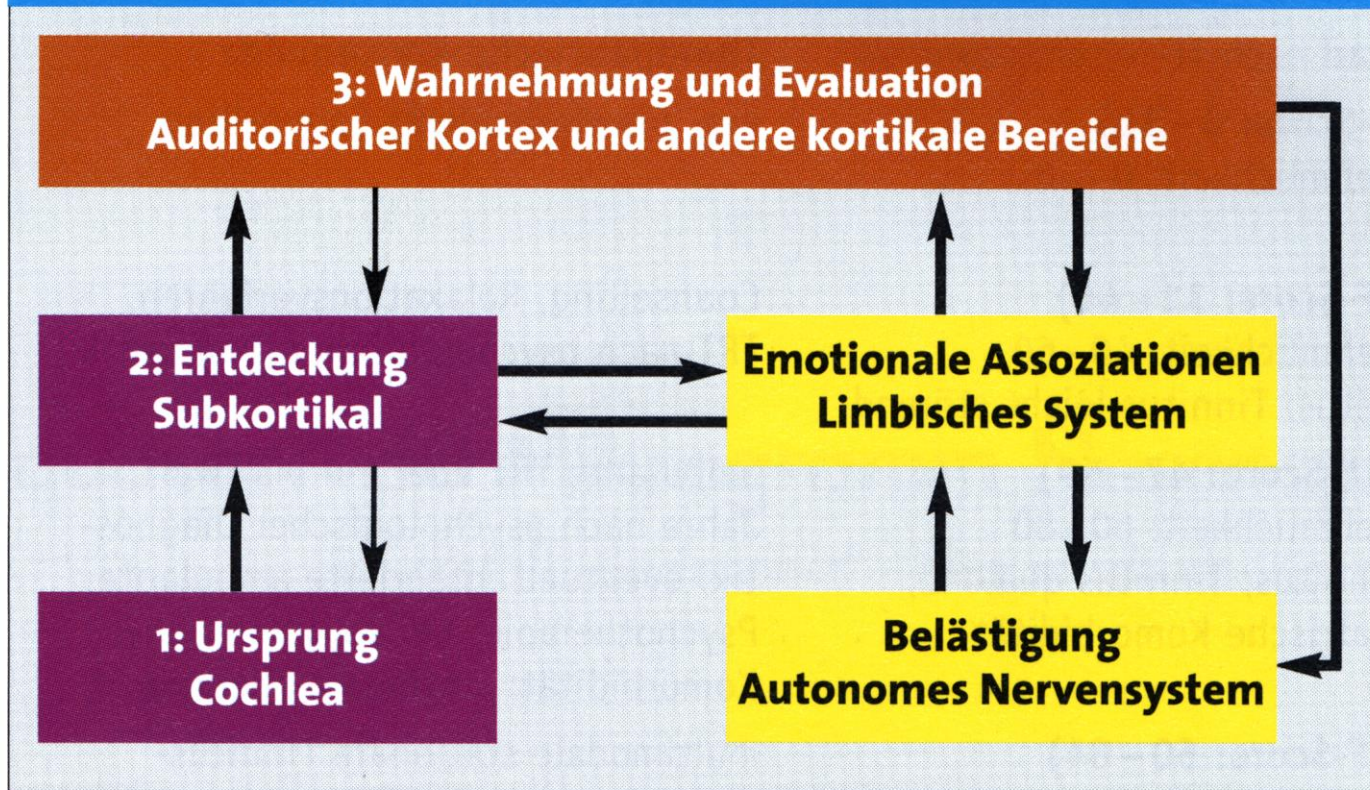 3: Wahrnehmung und Evaluation
Auditorischer Kortex und andere kortikale Bereiche
2: Entdeckung
Subkortikal
Emotionale Assoziationen
Limbisches System
1: Ursprung
Cochlea
Belästigung
Autonomes Nervensystem